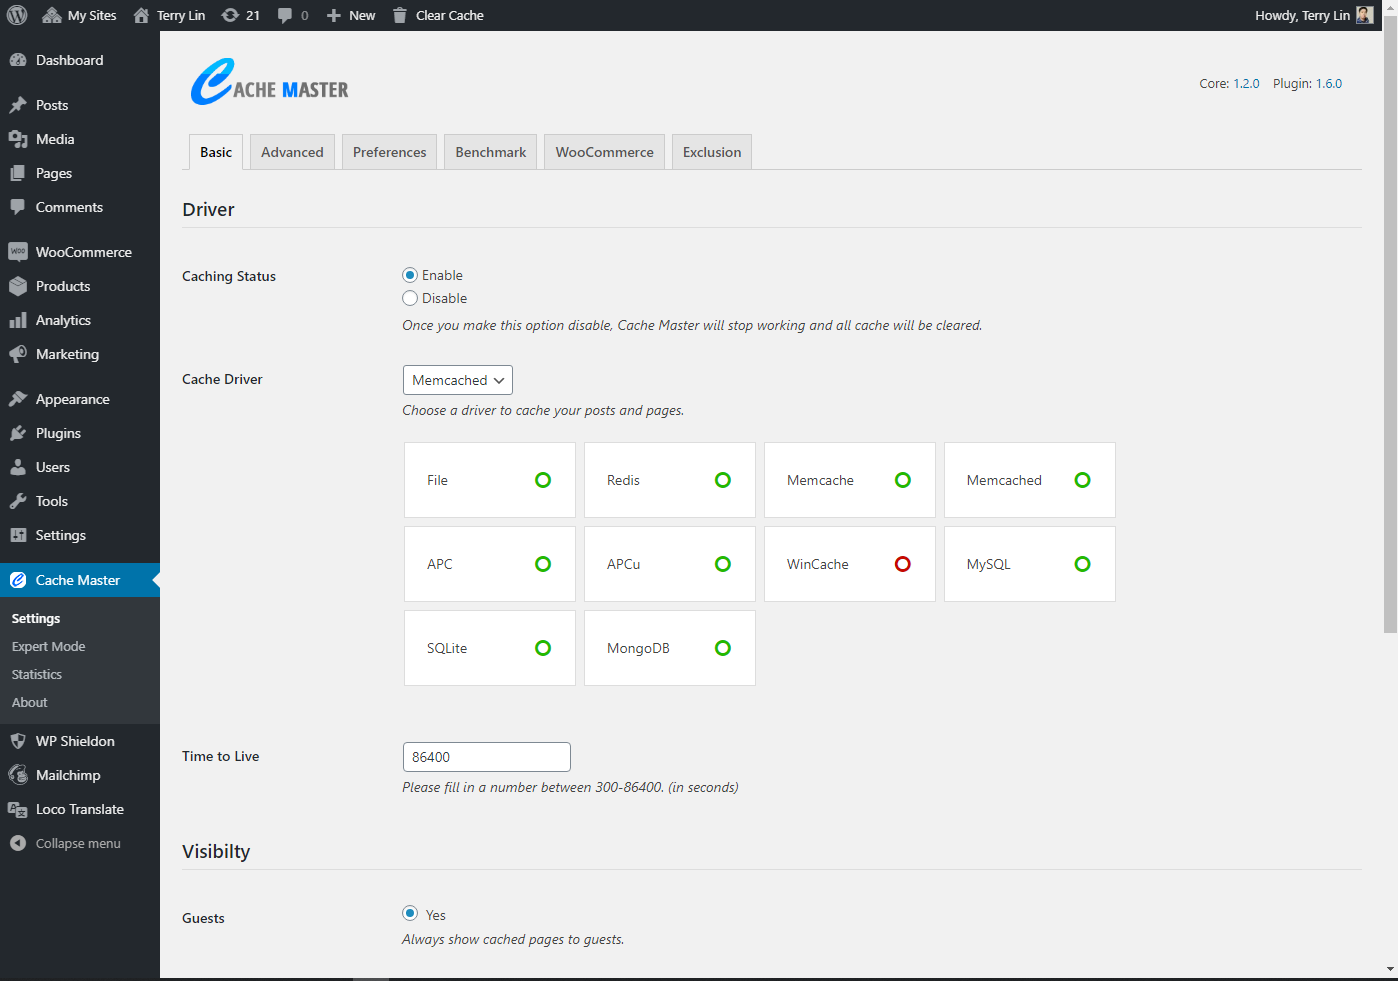 My Sites Terry Lin 21 0 New Clear Cache Howdy, Terry Lin
Dashboard
Posts
Media
Pages
Comments
WooCommerce
Products
Analytics
Marketing
Appearance
Plugins
Users
Tools
Settings
Cache Master
Settings
Expert Mode
Statistics
About
WP Shieldon
Mailchimp
Loco Translate
Collapse menu
CACHE MASTER
Core: 1.2.0 Plugin: 1.6.0
Basic Advanced Preferences Benchmark WooCommerce Exclusion
Driver
Caching Status
Enable
Disable
Once you make this option disable, Cache Master will stop working and all cache will be cleared.
Cache Driver
Memcached
Choose a driver to cache your posts and pages.
File Redis Memcache Memcached
APC APCu WinCache MySQL
SQLite MongoDB
Time to Live
86400
Please fill in a number between 300-86400. (in seconds)
Visibilty
Guests
Yes
Always show cached pages to guests.